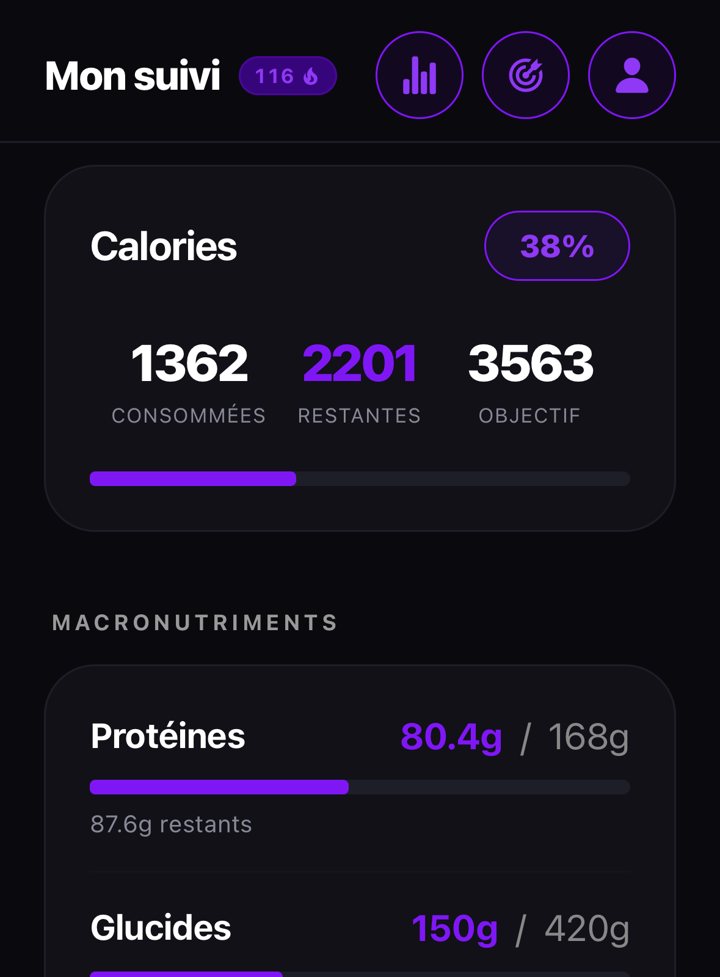 Mon suivi 116
Calories 38%
1362 2201 3563
CONSOMMÉES RESTANTES OBJECTIF
MACRONUTRIMENTS
Protéines 80.4g / 168g
87.6g restants
Glucides 150g / 420g